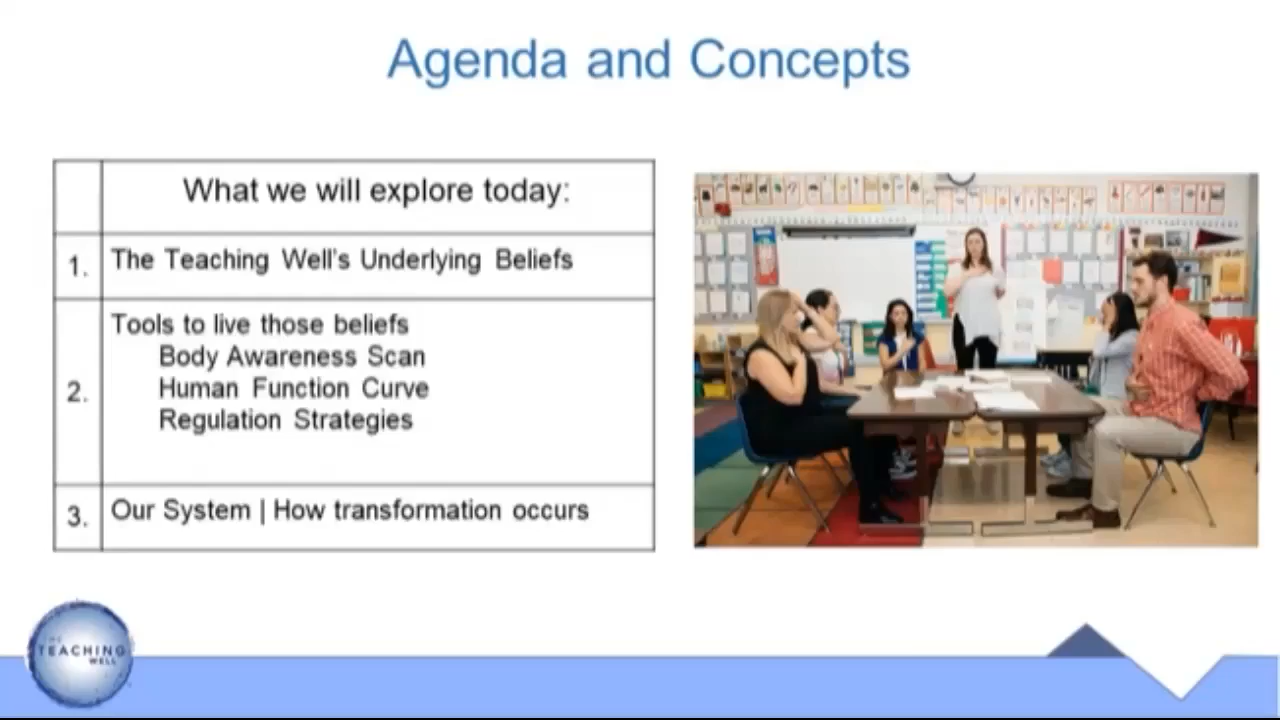 Agenda and Concepts
What we will explore today:
1. The Teaching Well's Underlying Beliefs
2. Tools to live those beliefs
Body Awareness Scan
Human Function Curve
Regulation Strategies
3. Our System | How transformation occurs
THE
TEACHING
WELL